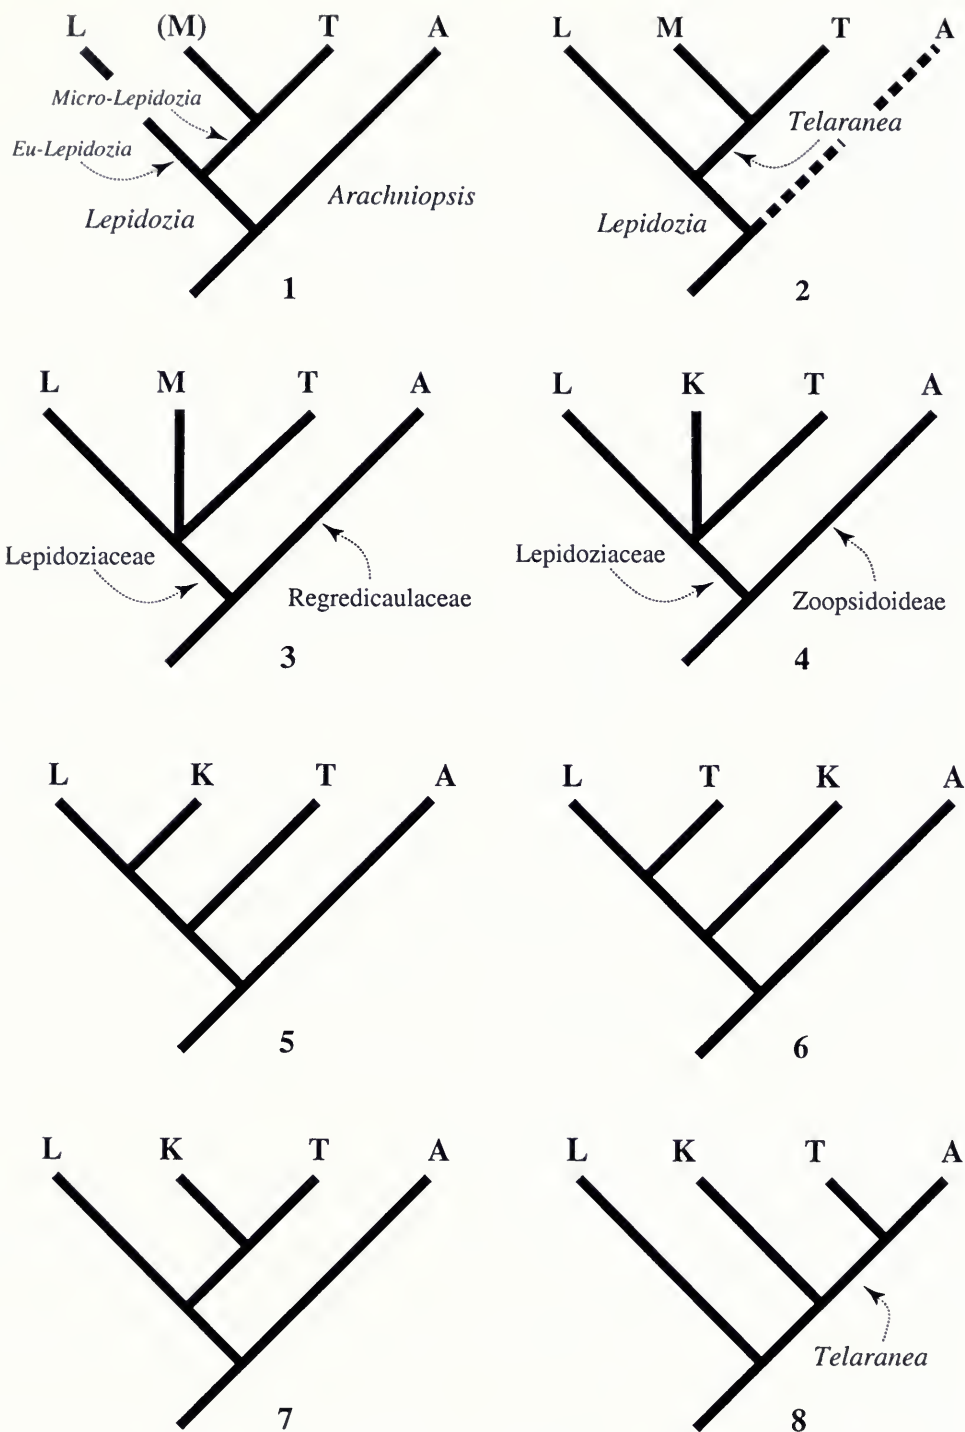 L (M) T A
Micro-Lepidozia
Eu-Lepidozia
Lepidozia
Arachniopsis
1
L M T A
Telaranea
Lepidozia
2
L M T A
Lepidoziaceae
Regredicaulaceae
3
L K T A
Lepidoziaceae
Zoopsidoideae
4
L K T A
5
L T K A
6
L K T A
7
L K T A
Telaranea
8